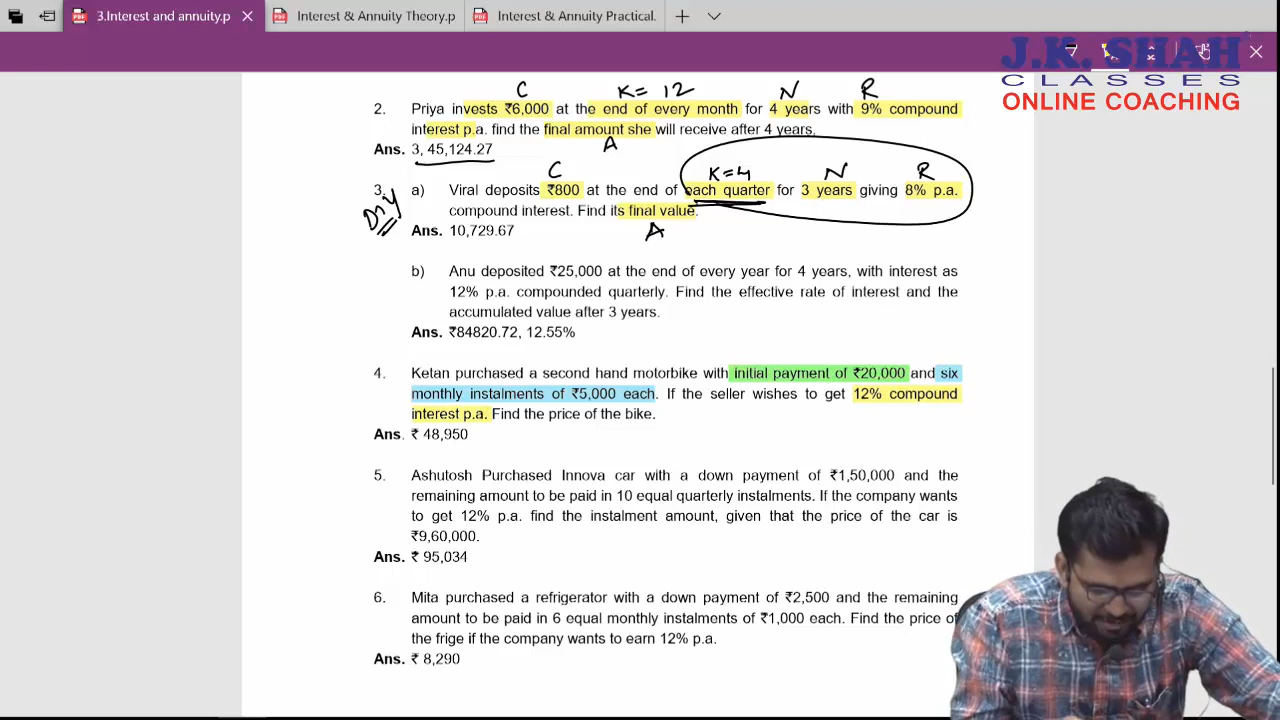 3.Interest and annuity.p
Interest & Annuity Theory.p
Interest & Annuity Practical.
J.K. SHAH
CLASSES
ONLINE COACHING
C K= 12 N R
2. Priya invests ₹6,000 at the end of every month for 4 years with 9% compound
interest p.a. find the final amount she will receive after 4 years.
A
Ans. 3, 45,124.27
C K=4 N R
3. a) Viral deposits ₹800 at the end of each quarter for 3 years giving 8% p.a.
compound interest. Find its final value.
Ans. 10,729.67
A
b) Anu deposited ₹25,000 at the end of every year for 4 years, with interest as
12% p.a. compounded quarterly. Find the effective rate of interest and the
accumulated value after 3 years.
Ans. ₹84820.72, 12.55%
4. Ketan purchased a second hand motorbike with initial payment of ₹20,000 and six
monthly instalments of ₹5,000 each. If the seller wishes to get 12% compound
interest p.a. Find the price of the bike.
Ans. ₹ 48,950
5. Ashutosh Purchased Innova car with a down payment of ₹1,50,000 and the
remaining amount to be paid in 10 equal quarterly instalments. If the company wants
to get 12% p.a. find the instalment amount, given that the price of the car is
₹9,60,000.
Ans. ₹ 95,034
6. Mita purchased a refrigerator with a down payment of ₹2,500 and the remaining
amount to be paid in 6 equal monthly instalments of ₹1,000 each. Find the price of
the frige if the company wants to earn 12% p.a.
Ans. ₹ 8,290